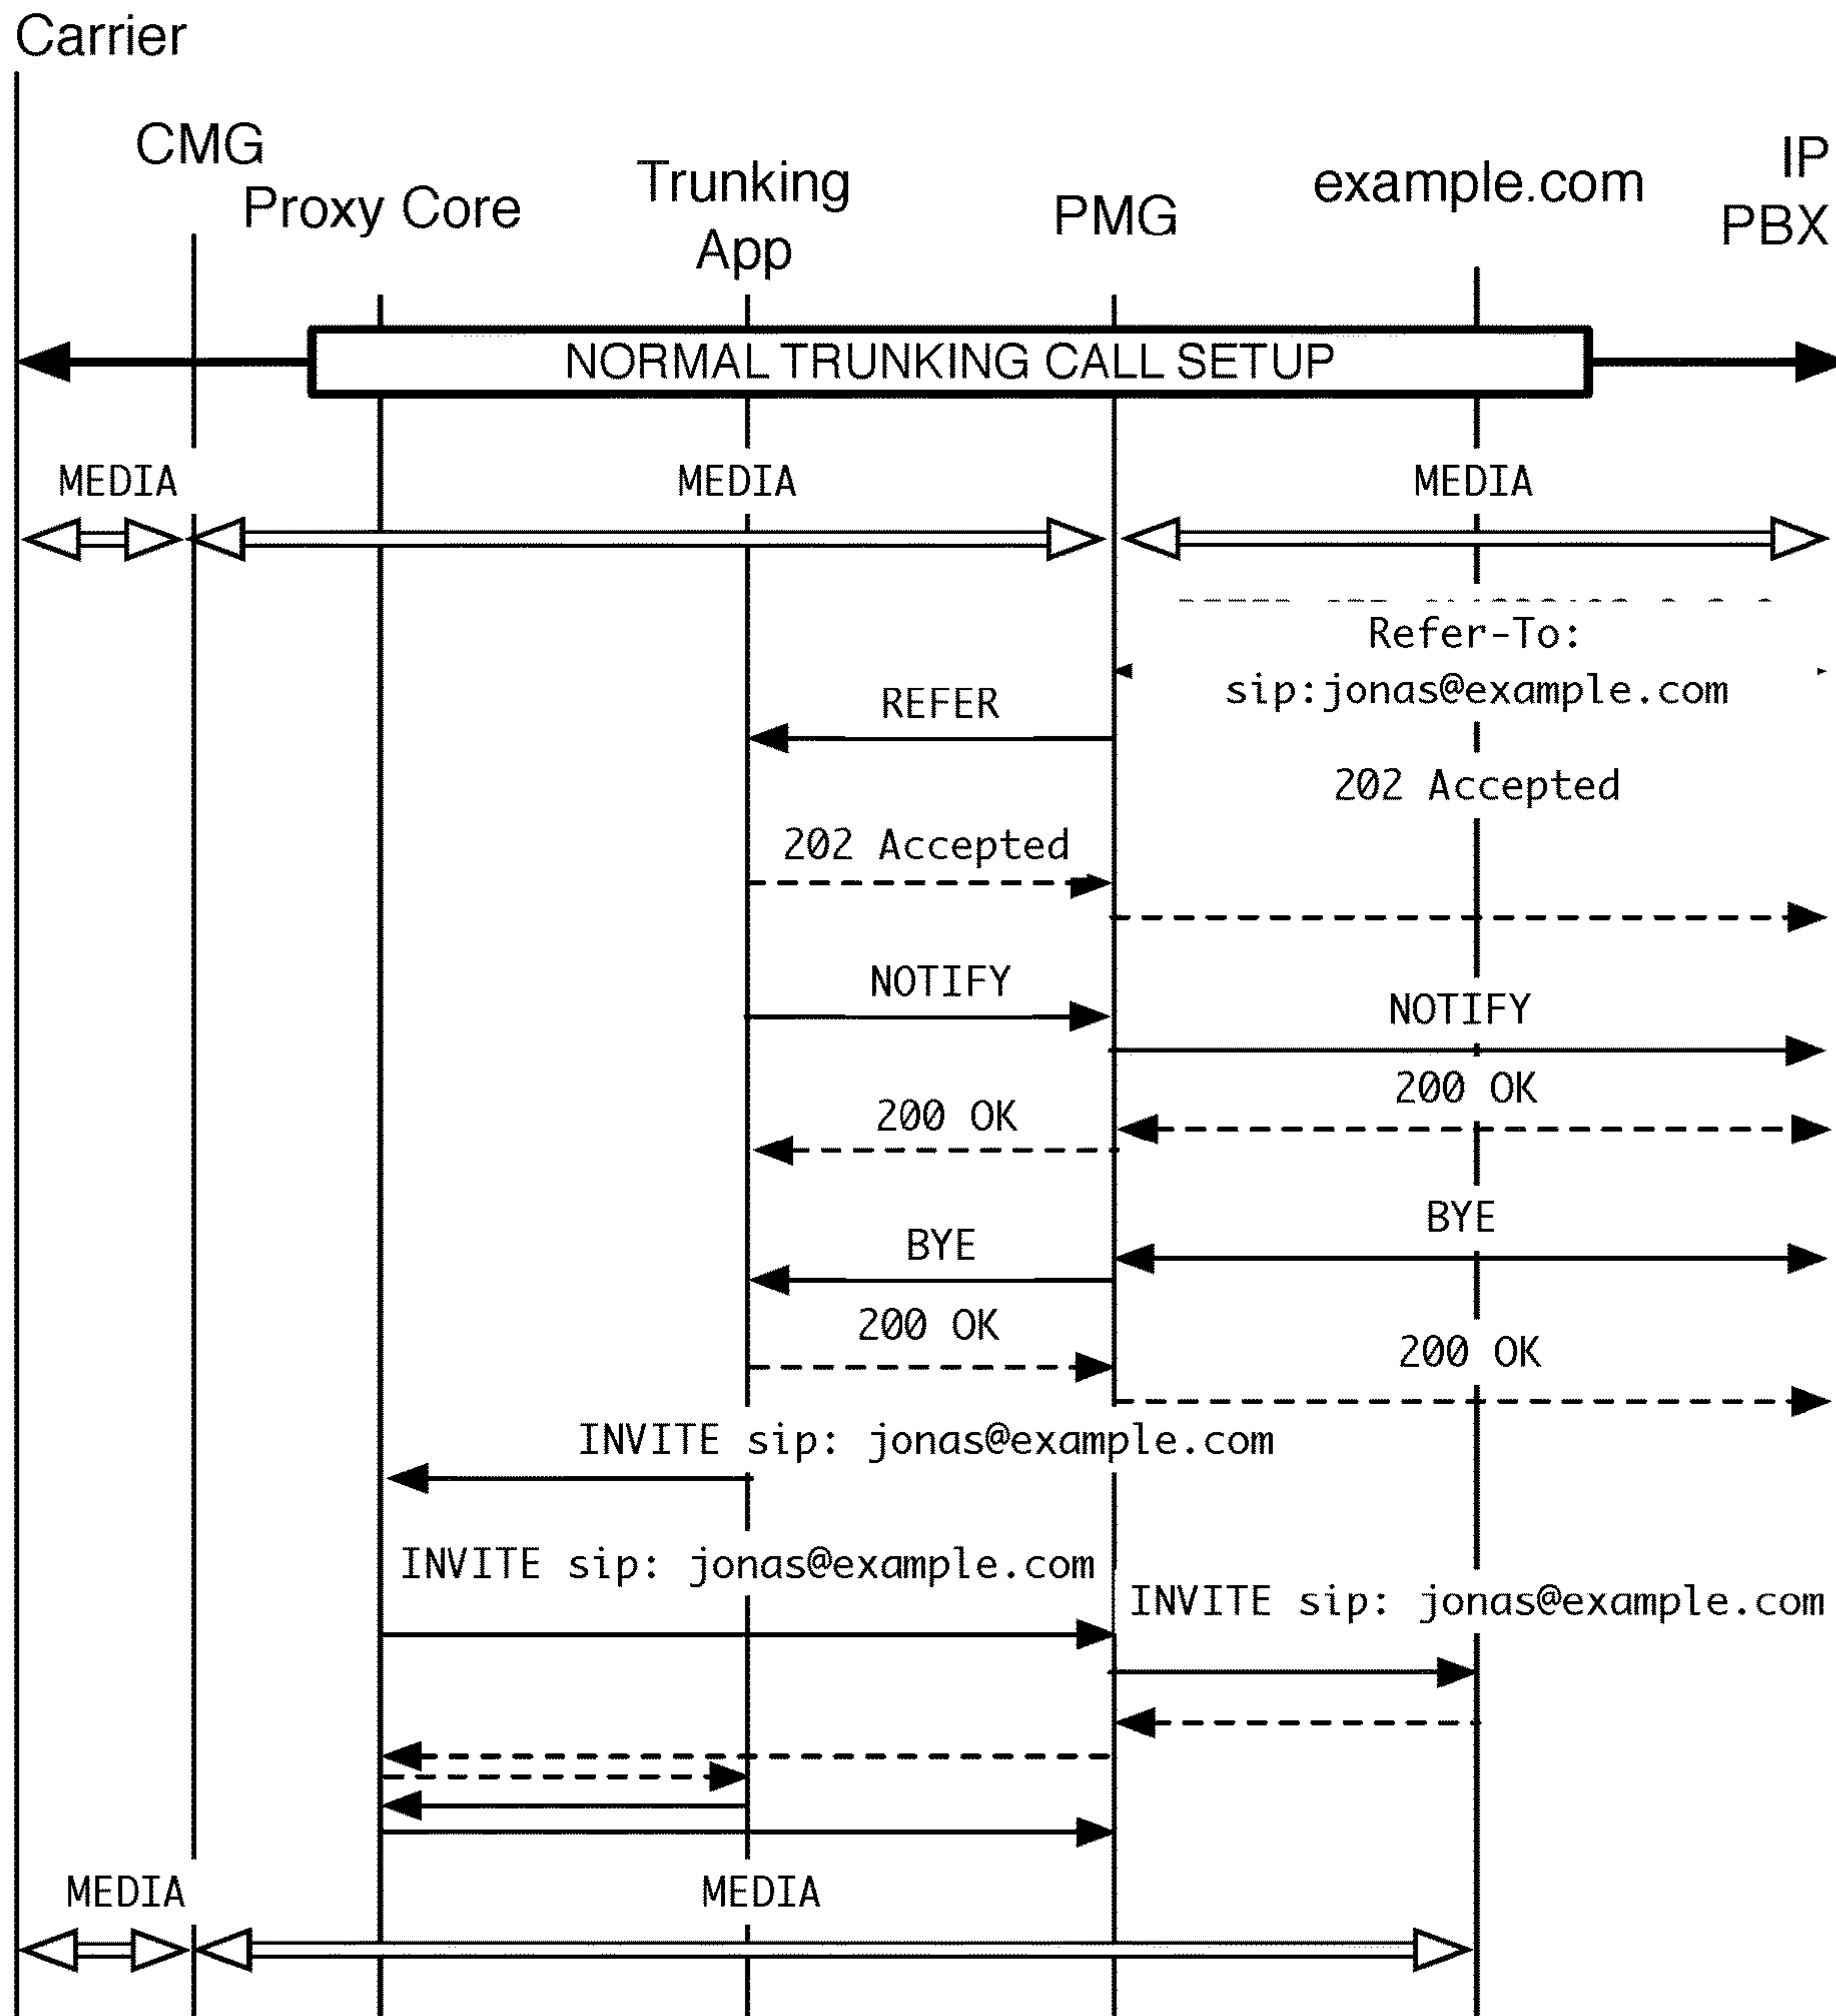 Carrier
CMG
Proxy Core
Trunking
App
PMG
example.com
IP
PBX
NORMAL TRUNKING CALL SETUP
MEDIA
MEDIA
MEDIA
Refer-To:
sip:jonas@example.com
REFER
202 Accepted
202 Accepted
NOTIFY
NOTIFY
200 OK
200 OK
BYE
BYE
200 OK
200 OK
INVITE sip: jonas@example.com
INVITE sip: jonas@example.com
INVITE sip: jonas@example.com
MEDIA
MEDIA